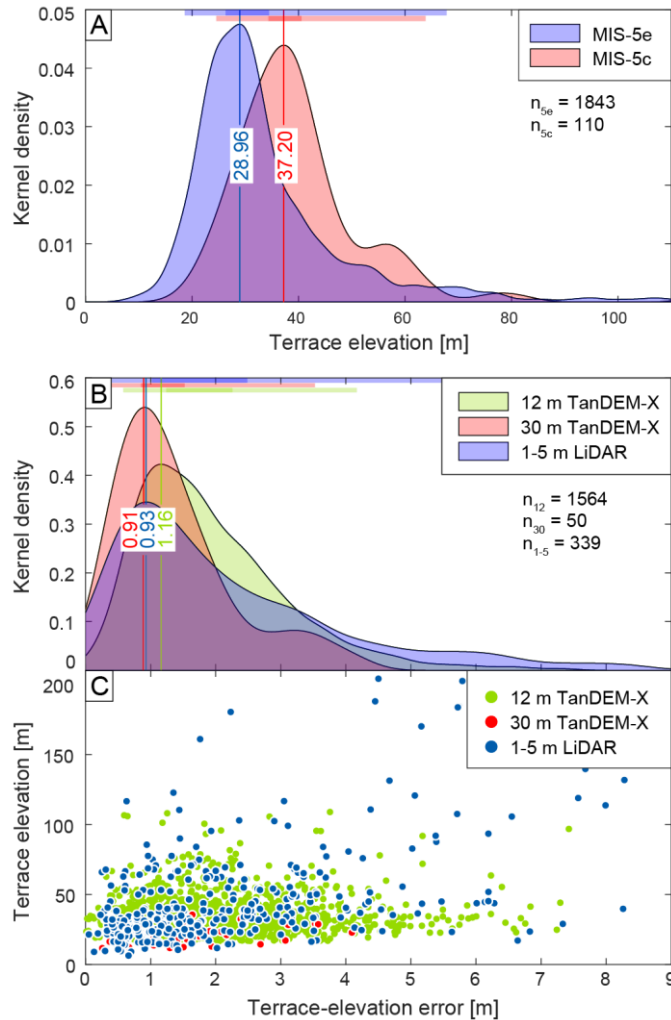 A
0.05
0.04
0.03
0.02
0.01
0
Kernel density
28.96
37.20
MIS-5e
MIS-5c
n5e = 1843
n5c = 110
0 20 40 60 80 100
Terrace elevation [m]
B
0.6
0.5
0.4
0.3
0.2
0.1
0
Kernel density
0.91
0.93
1.16
12 m TanDEM-X
30 m TanDEM-X
1-5 m LiDAR
n12 = 1564
n30 = 50
n1-5 = 339
C
200
150
100
50
0
Terrace elevation [m]
12 m TanDEM-X
30 m TanDEM-X
1-5 m LiDAR
0 1 2 3 4 5 6 7 8 9
Terrace-elevation error [m]